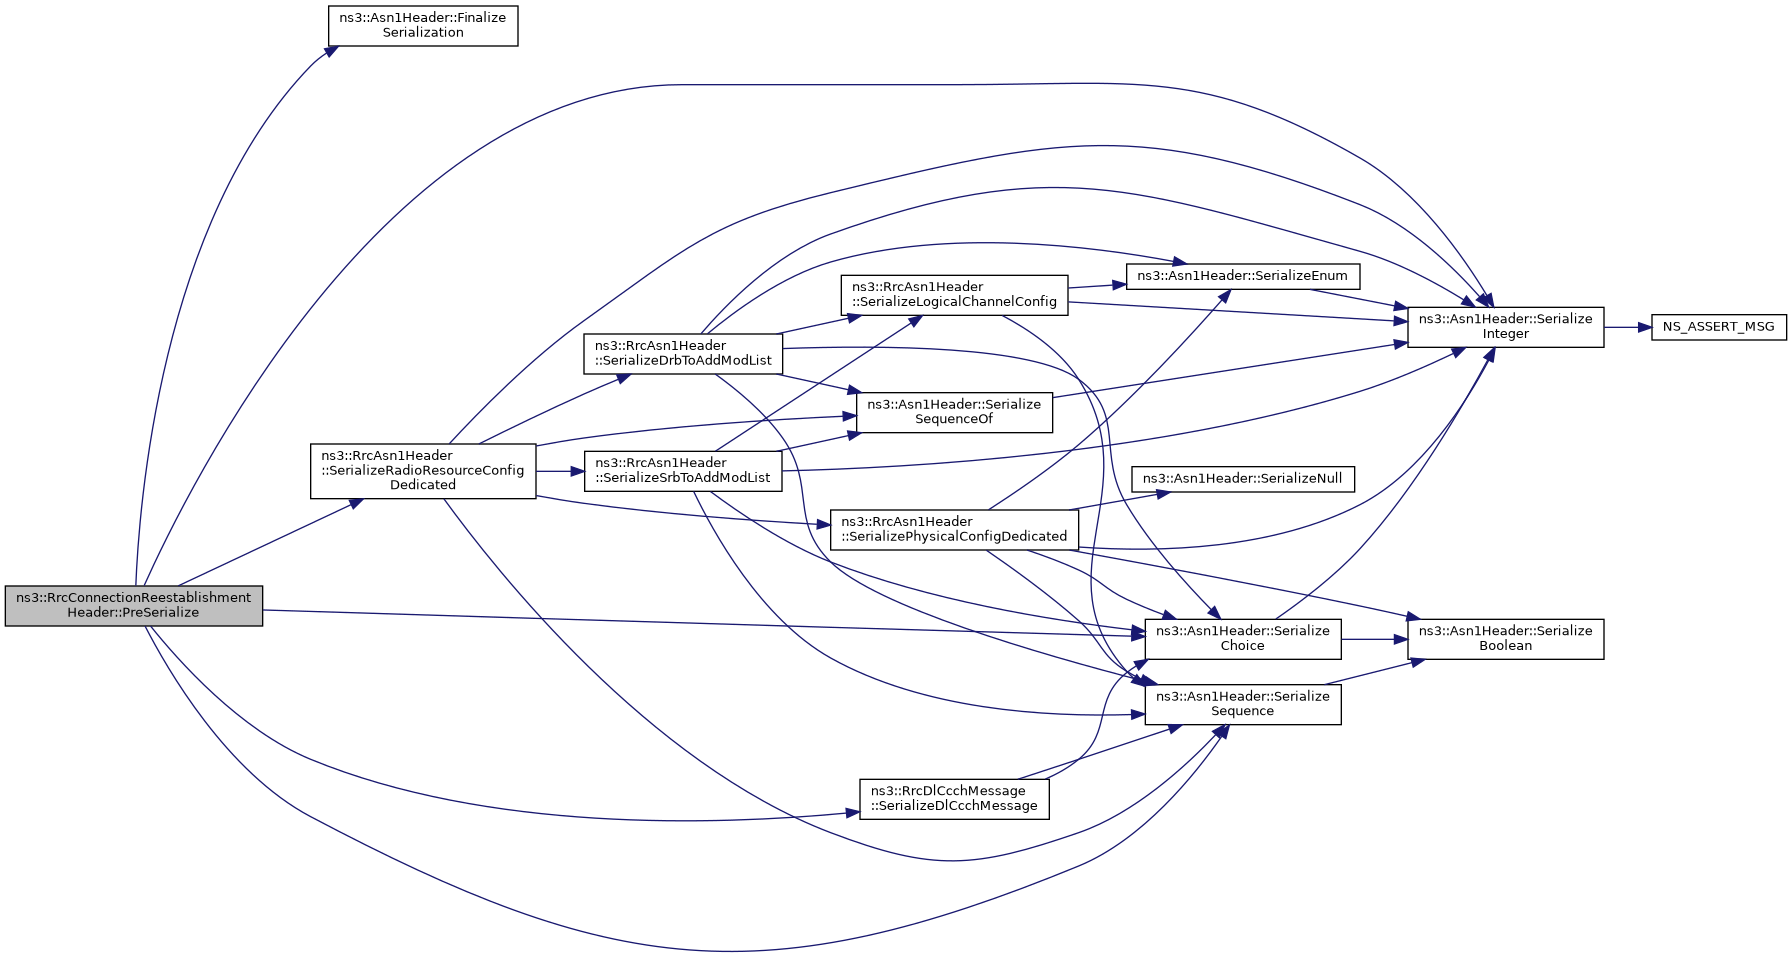 ns3::Asn1Header::Finalize
Serialization
ns3::RrcConnectionReestablishment
Header::PreSerialize
ns3::RrcAsn1Header
::SerializeRadioResourceConfig
Dedicated
ns3::RrcAsn1Header
::SerializeDrbToAddModList
ns3::RrcAsn1Header
::SerializeSrbToAddModList
ns3::RrcAsn1Header
::SerializeLogicalChannelConfig
ns3::Asn1Header::Serialize
SequenceOf
ns3::RrcAsn1Header
::SerializePhysicalConfigDedicated
ns3::RrcDlCcchMessage
::SerializeDlCcchMessage
ns3::Asn1Header::SerializeEnum
ns3::Asn1Header::SerializeNull
ns3::Asn1Header::Serialize
Choice
ns3::Asn1Header::Serialize
Sequence
ns3::Asn1Header::Serialize
Integer
ns3::Asn1Header::Serialize
Boolean
NS_ASSERT_MSG